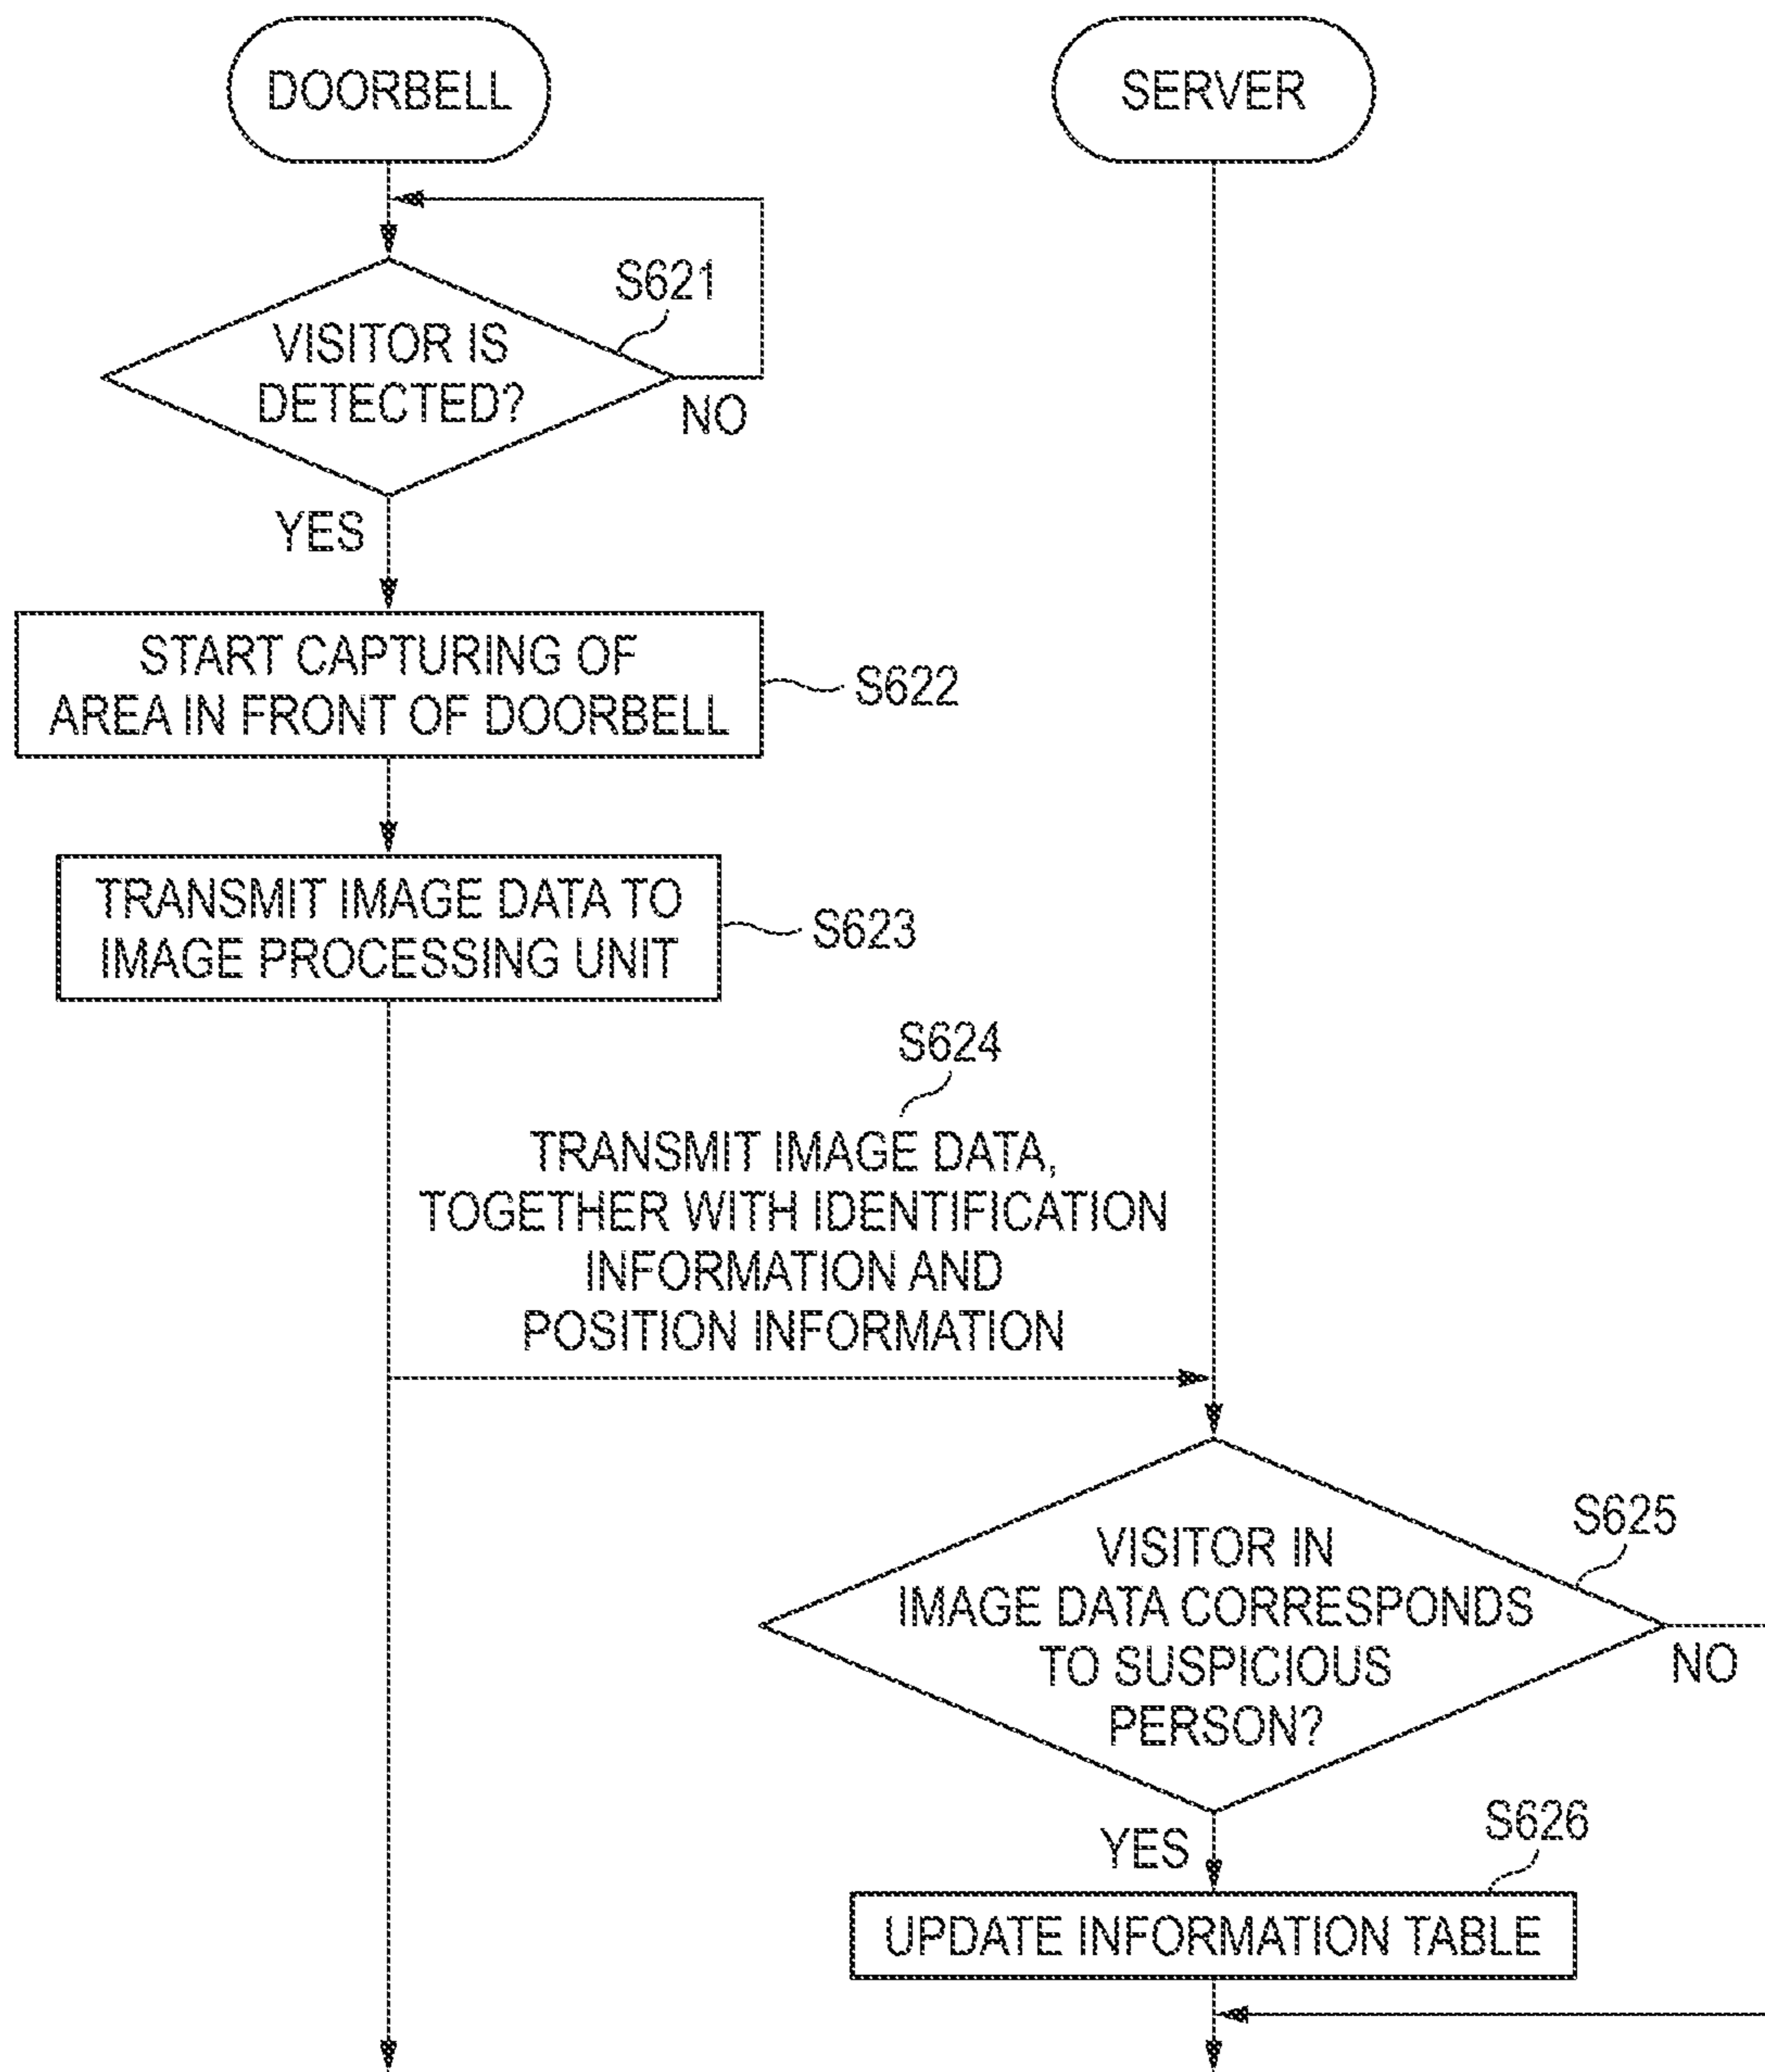 DOORBELL
SERVER
S621
VISITOR IS
DETECTED?
NO
YES
START CAPTURING OF
AREA IN FRONT OF DOORBELL
S622
TRANSMIT IMAGE DATA TO
IMAGE PROCESSING UNIT
S623
S624
TRANSMIT IMAGE DATA,
TOGETHER WITH IDENTIFICATION
INFORMATION AND
POSITION INFORMATION
S625
VISITOR IN
IMAGE DATA CORRESPONDS
TO SUSPICIOUS
PERSON?
NO
YES
S626
UPDATE INFORMATION TABLE